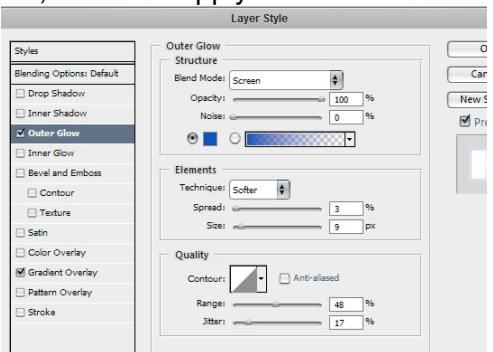 Layer Style
Styles
Blending Options: Default
Drop Shadow
Inner Shadow
Outer Glow
Inner Glow
Bevel and Emboss
Contour
Texture
Satin
Color Overlay
Gradient Overlay
Pattern Overlay
Stroke
Outer Glow
Structure
Blend Mode: Screen
Opacity: 100 %
Noise: 0 %
Elements
Technique: Softer
Spread: 3 %
Size: 9 px
Quality
Contour: Anti-aliased
Range: 48 %
Jitter: 17 %
O
Can
New S
Pre